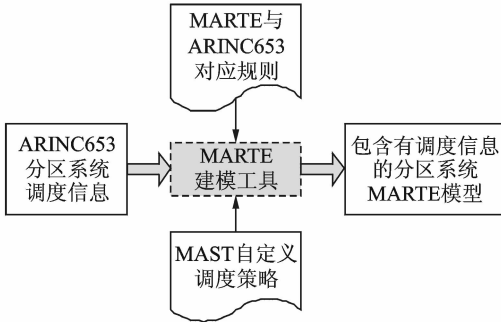 MARTE与
ARINC653
对应规则
ARINC653
分区系统
调度信息
MARTE
建模工具
包含有调度信息
的分区系统
MARTE模型
MAST自定义
调度策略